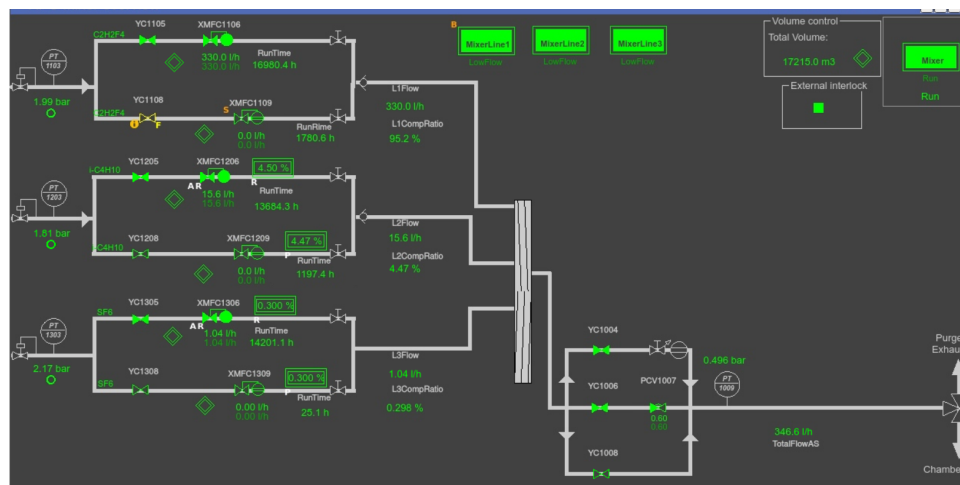 YC1105
XMFC1106
C2H2F4
330.0 l/h
330.0 l/h
RunTime
16980.4 h
PT
1103
1.99 bar
C2H2F4
YC1108
F
S
XMFC1109
0.0 l/h
0.0 l/h
RunRime
1780.6 h
L1Flow
330.0 l/h
L1CompRatio
95.2 %
B
MixerLine1
LowFlow
MixerLine2
LowFlow
MixerLine3
LowFlow
Volume control
Total Volume:
17215.0 m3
External interlock
Mixer
Run
Run
YC1205
XMFC1206
4.50 %
R
i-C4H10
A R
15.6 l/h
15.6 l/h
RunTime
13684.3 h
PT
1203
1.81 bar
i-C4H10
YC1208
XMFC1209
4.47 %
P
0.0 l/h
0.0 l/h
RunTime
1197.4 h
L2Flow
15.6 l/h
L2CompRatio
4.47 %
YC1305
XMFC1306
0.300 %
R
SF6
A R
1.04 l/h
1.04 l/h
RunTime
14201.1 h
PT
1303
2.17 bar
SF6
YC1308
XMFC1309
0.300 %
P
0.00 l/h
0.00 l/h
RunTime
25.1 h
L3Flow
1.04 l/h
L3CompRatio
0.298 %
YC1004
YC1006
PCV1007
0.60
0.60
YC1008
0.496 bar
PT
1009
346.6 l/h
TotalFlowAS
Purge
Exhau
Chambe